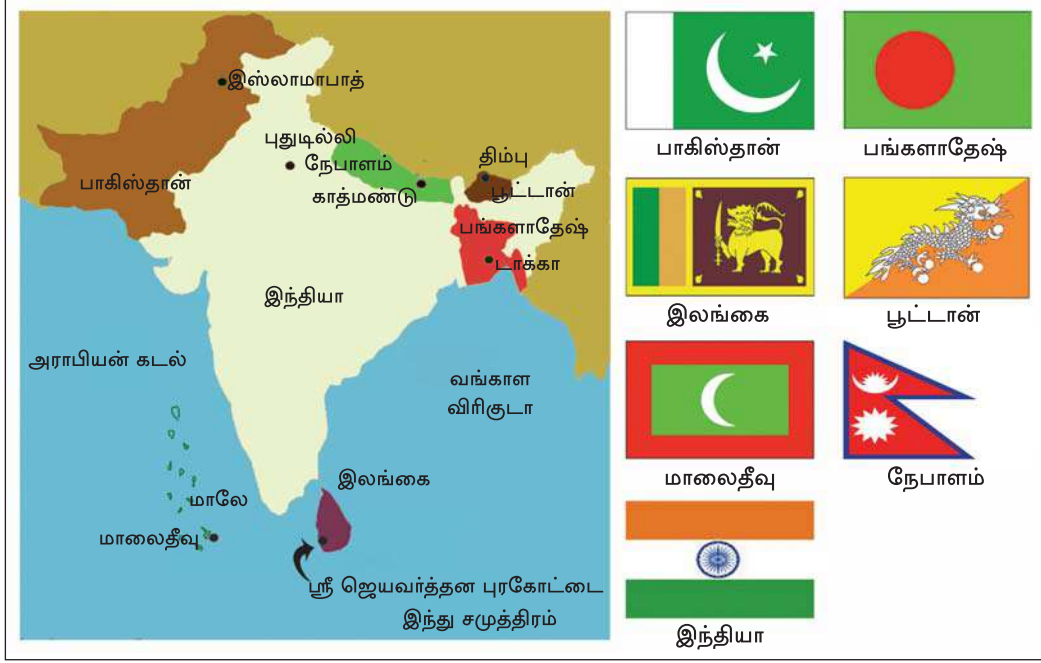 இஸ்லாமாபாத்
புதுடில்லி
நேபாளம்
காத்மண்டு
திம்பு
பூட்டான்
பாகிஸ்தான்
பங்களாதேஷ்
டாக்கா
இந்தியா
அராபியன் கடல்
வங்காள
விரிகுடா
இலங்கை
மாலே
மாலைதீவு
ஸ்ரீ ஜெயவர்த்தன புரகோட்டை
இந்து சமுத்திரம்
பாகிஸ்தான்
பங்களாதேஷ்
இலங்கை
பூட்டான்
மாலைதீவு
நேபாளம்
இந்தியா